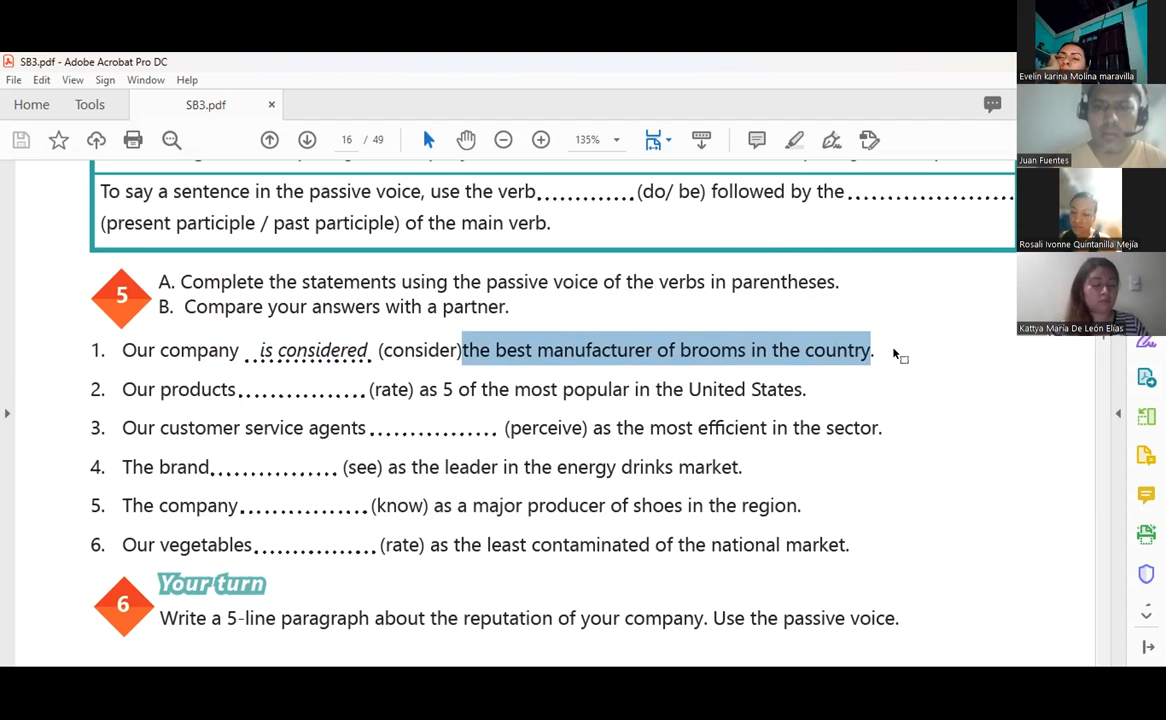 SB3.pdf - Adobe Acrobat Pro DC
File Edit View Sign Window Help
Home Tools SB3.pdf ×
16 / 49 135%
To say a sentence in the passive voice, use the verb............. (do/ be) followed by the .......................
(present participle / past participle) of the main verb.
5
A. Complete the statements using the passive voice of the verbs in parentheses.
B. Compare your answers with a partner.
1. Our company is considered (consider)the best manufacturer of brooms in the country.
2. Our products................. (rate) as 5 of the most popular in the United States.
3. Our customer service agents ................. (perceive) as the most efficient in the sector.
4. The brand................. (see) as the leader in the energy drinks market.
5. The company................. (know) as a major producer of shoes in the region.
6. Our vegetables................ (rate) as the least contaminated of the national market.
Your turn
6
Write a 5-line paragraph about the reputation of your company. Use the passive voice.
Evelin karina Molina maravilla
Juan Fuentes
Rosali Ivonne Quintanilla Mejía
Kattya María De León Elías